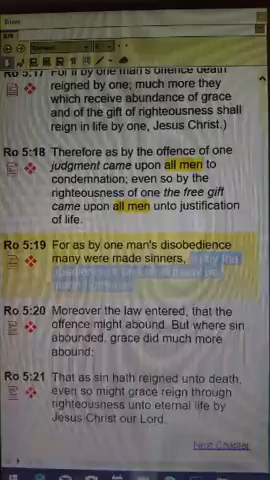 Ro 5:17 For if by one man's offence death
reigned by one; much more they
which receive abundance of grace
and of the gift of righteousness shall
reign in life by one, Jesus Christ.)
Ro 5:18 Therefore as by the offence of one
judgment came upon all men to
condemnation; even so by the
righteousness of one the free gift
came upon all men unto justification
of life.
Ro 5:19 For as by one man's disobedience
many were made sinners,
Ro 5:20 Moreover the law entered, that the
offence might abound. But where sin
abounded, grace did much more
abound:
Ro 5:21 That as sin hath reigned unto death,
even so might grace reign through
righteousness unto eternal life by
Jesus Christ our Lord.
Next Chapter